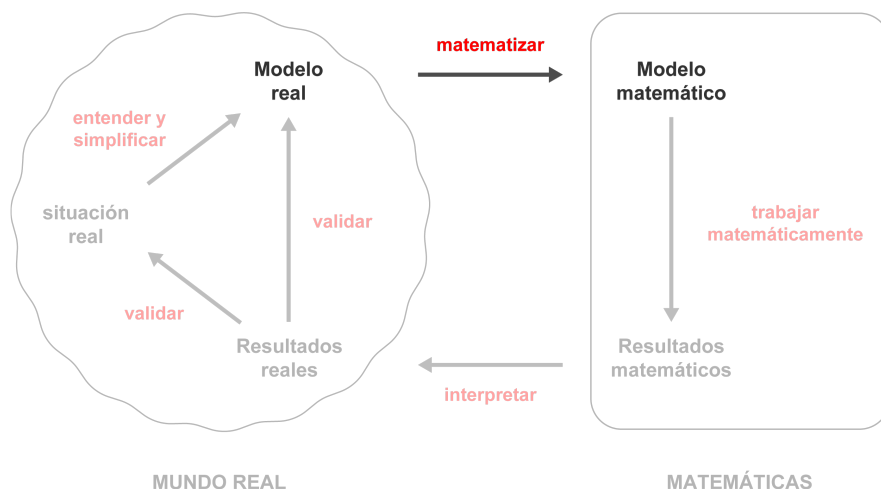 matematizar
Modelo
real
Modelo
matemático
entender y
simplificar
situación
real
validar
trabajar
matemáticamente
validar
Resultados
reales
Resultados
matemáticos
interpretar
MUNDO REAL
MATEMÁTICAS